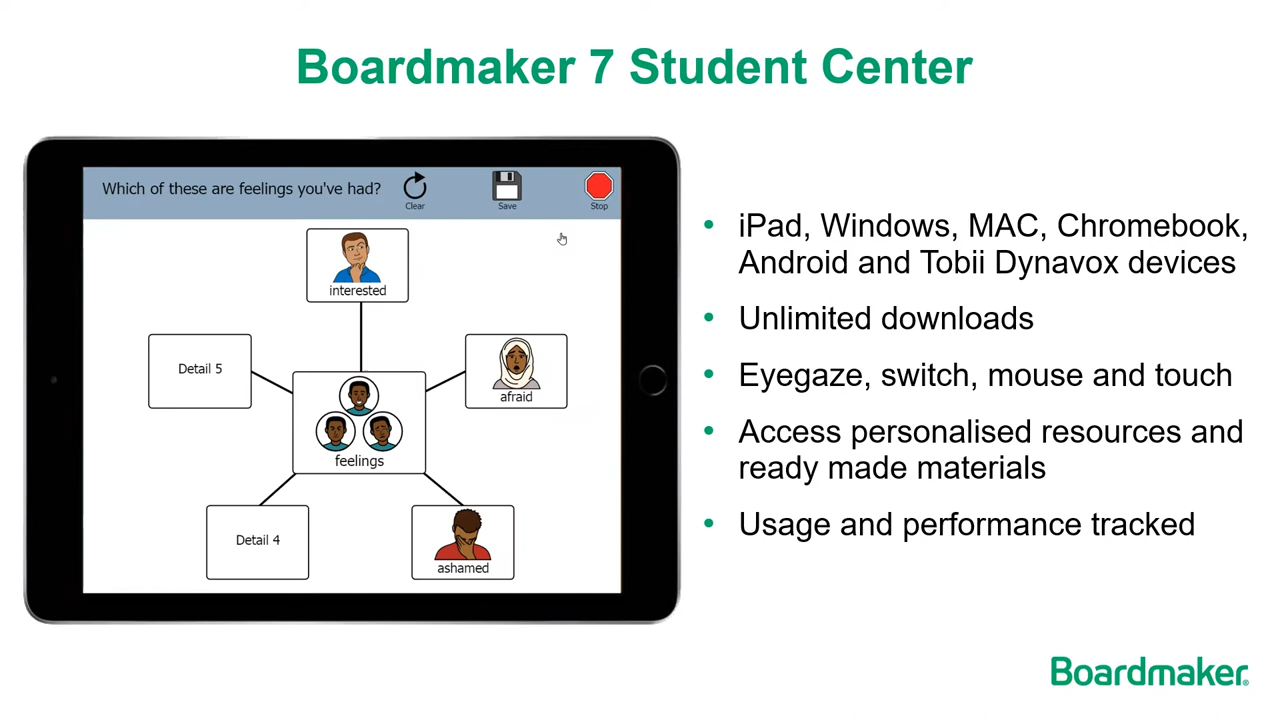 Boardmaker 7 Student Center
Which of these are feelings you've had?
Clear
Save
Stop
interested
Detail 5
afraid
feelings
Detail 4
ashamed
• iPad, Windows, MAC, Chromebook,
Android and Tobii Dynavox devices
• Unlimited downloads
• Eyegaze, switch, mouse and touch
• Access personalised resources and
ready made materials
• Usage and performance tracked
Boardmaker®